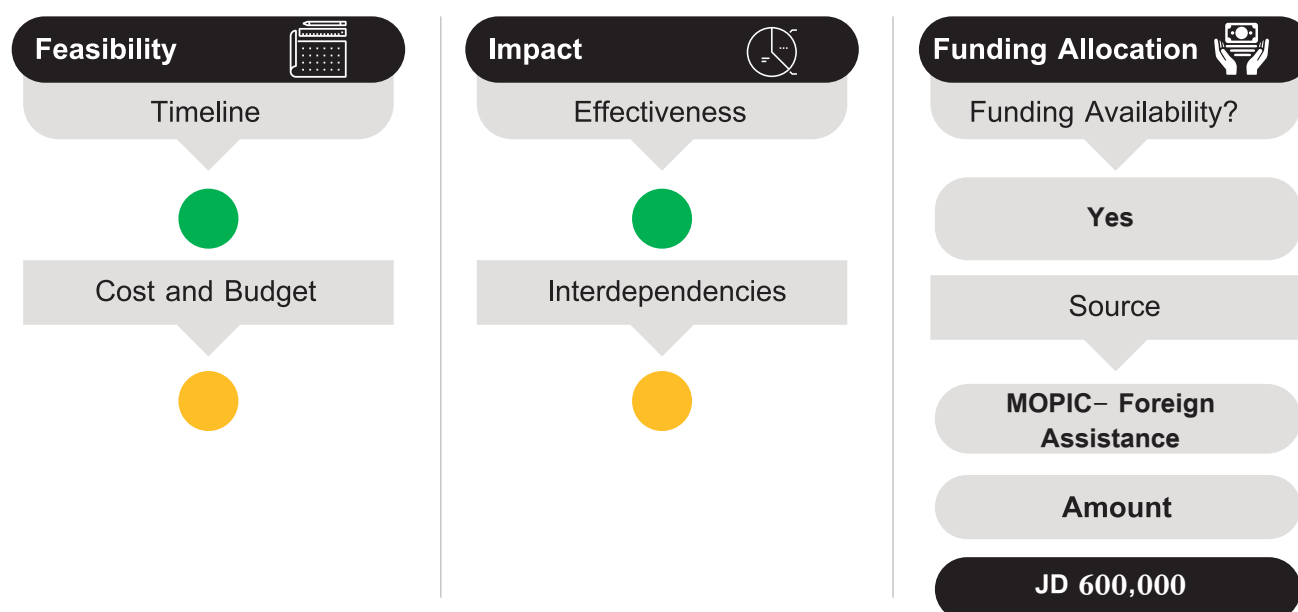 Feasibility
Timeline
Cost and Budget
Impact
Effectiveness
Interdependencies
Funding Allocation
Funding Availability?
Yes
Source
MOPIC– Foreign
Assistance
Amount
JD 600,000